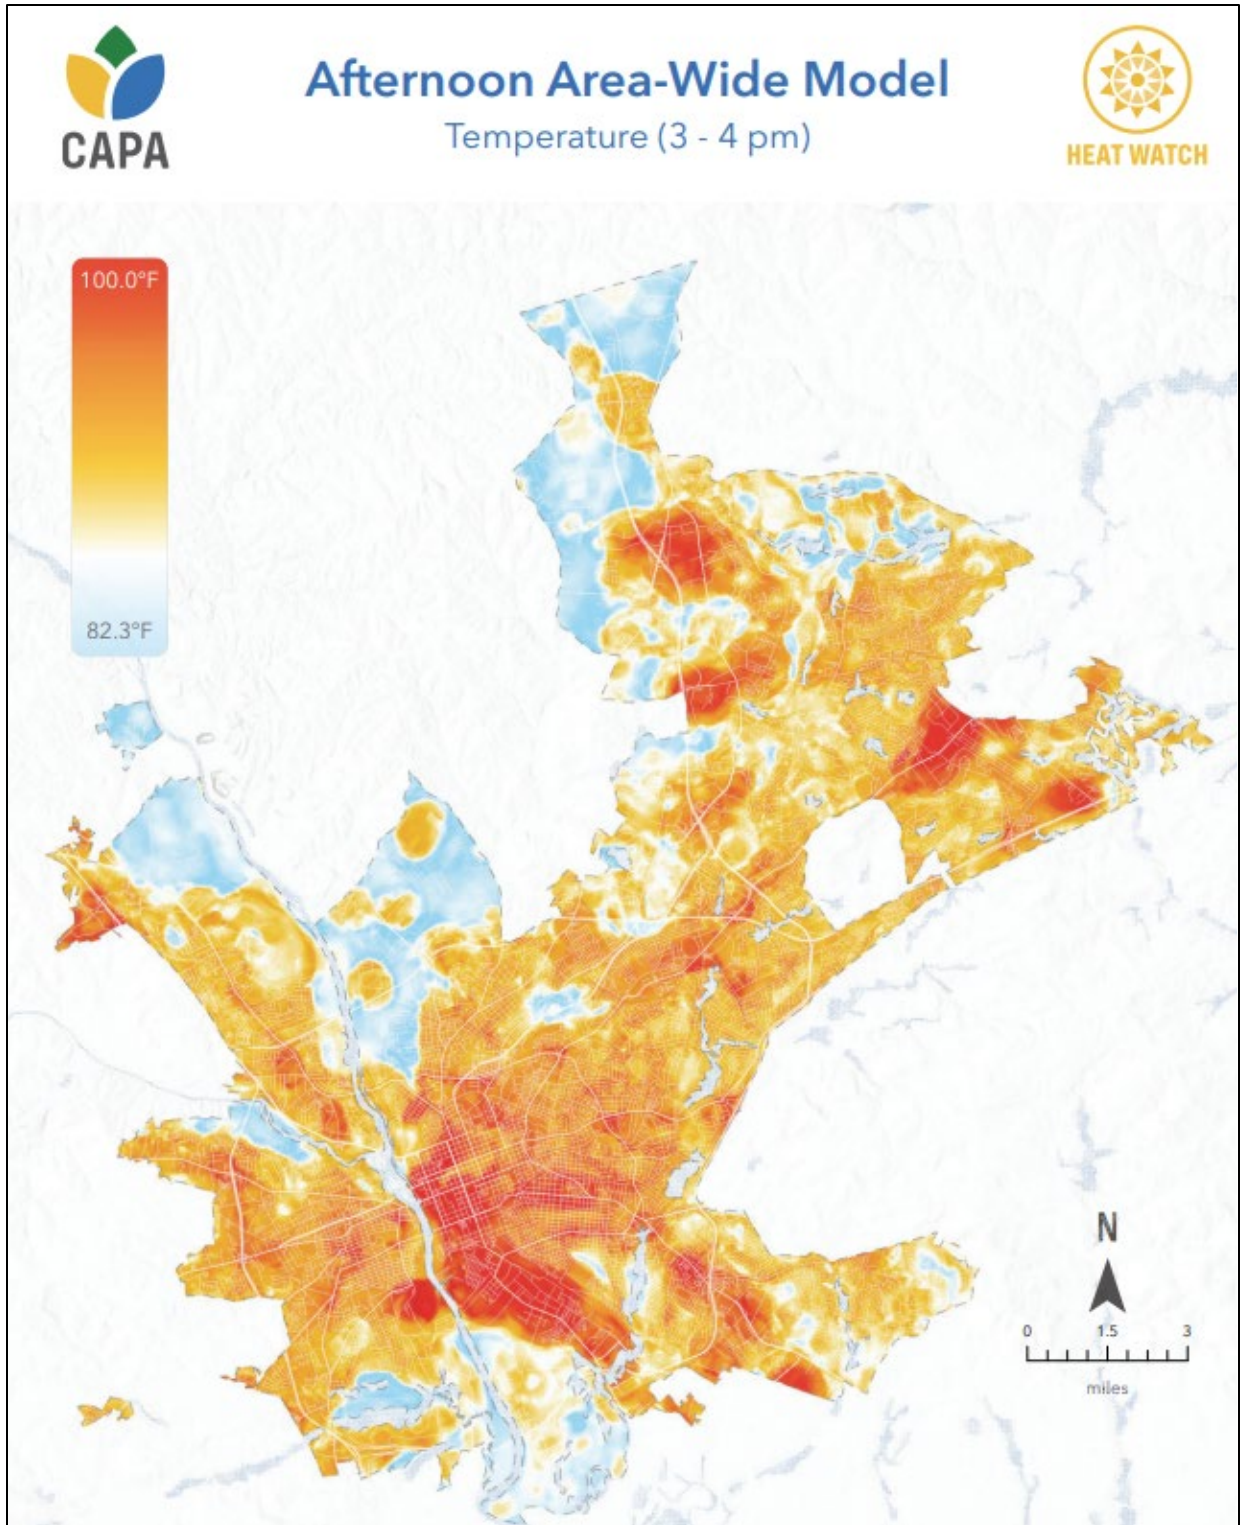 CAPA
Afternoon Area-Wide Model
Temperature (3 - 4 pm)
HEAT WATCH
100.0°F
82.3°F
N
0 1.5 3
miles